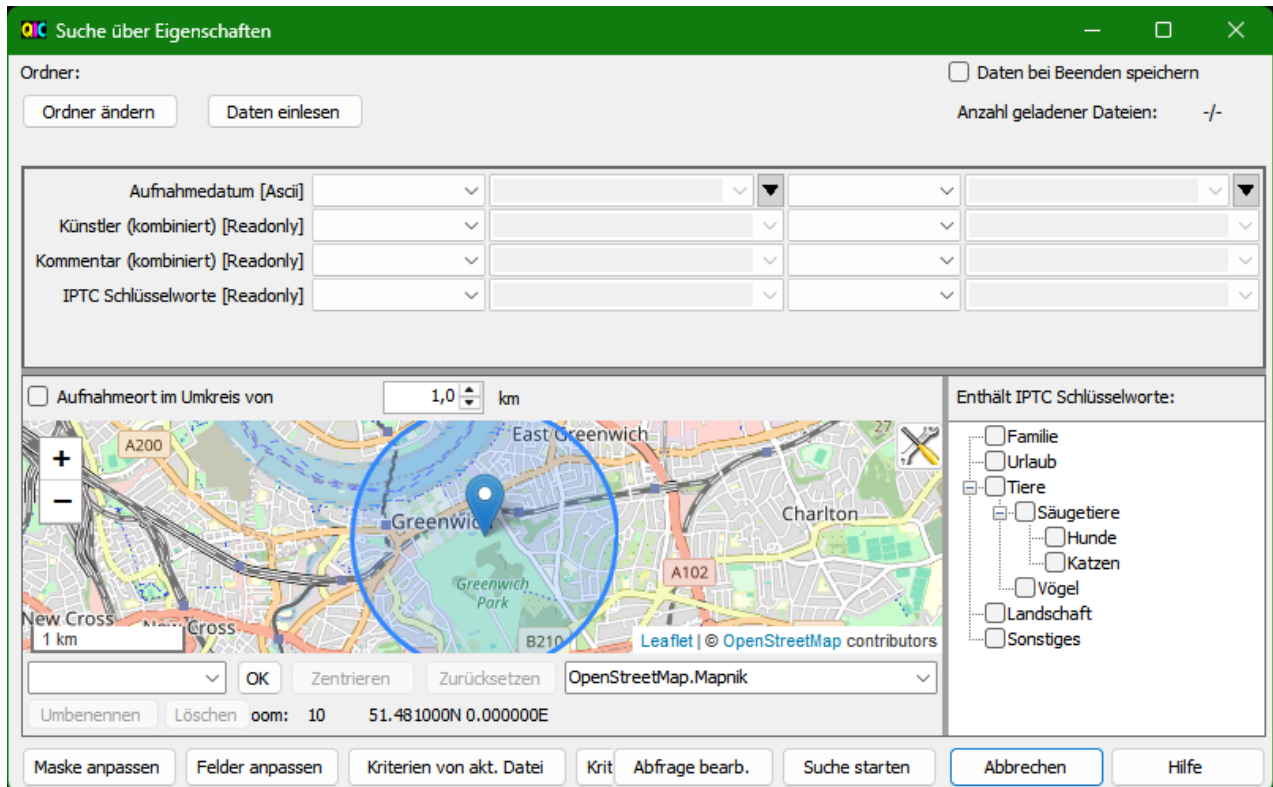 QIC Suche über Eigenschaften
Ordner:
Daten bei Beenden speichern
Ordner ändern Daten einlesen
Anzahl geladener Dateien: -/-
Aufnahmedatum [Ascii]
Künstler (kombiniert) [Readonly]
Kommentar (kombiniert) [Readonly]
IPTC Schlüsselworte [Readonly]
Aufnahmeort im Umkreis von 1,0 km
+
−
A200
East Greenwich
27
Greenwic
Charlton
A102
Greenwich
Park
New Cross
New Cross
1 km
B210
Leaflet | © OpenStreetMap contributors
OK Zentrieren Zurücksetzen OpenStreetMap.Mapnik
Umbenennen Löschen oom: 10 51.481000N 0.000000E
Enthält IPTC Schlüsselworte:
Familie
Urlaub
Tiere
Säugetiere
Hunde
Katzen
Vögel
Landschaft
Sonstiges
Maske anpassen Felder anpassen Kriterien von akt. Datei Krit Abfrage bearb. Suche starten Abbrechen Hilfe